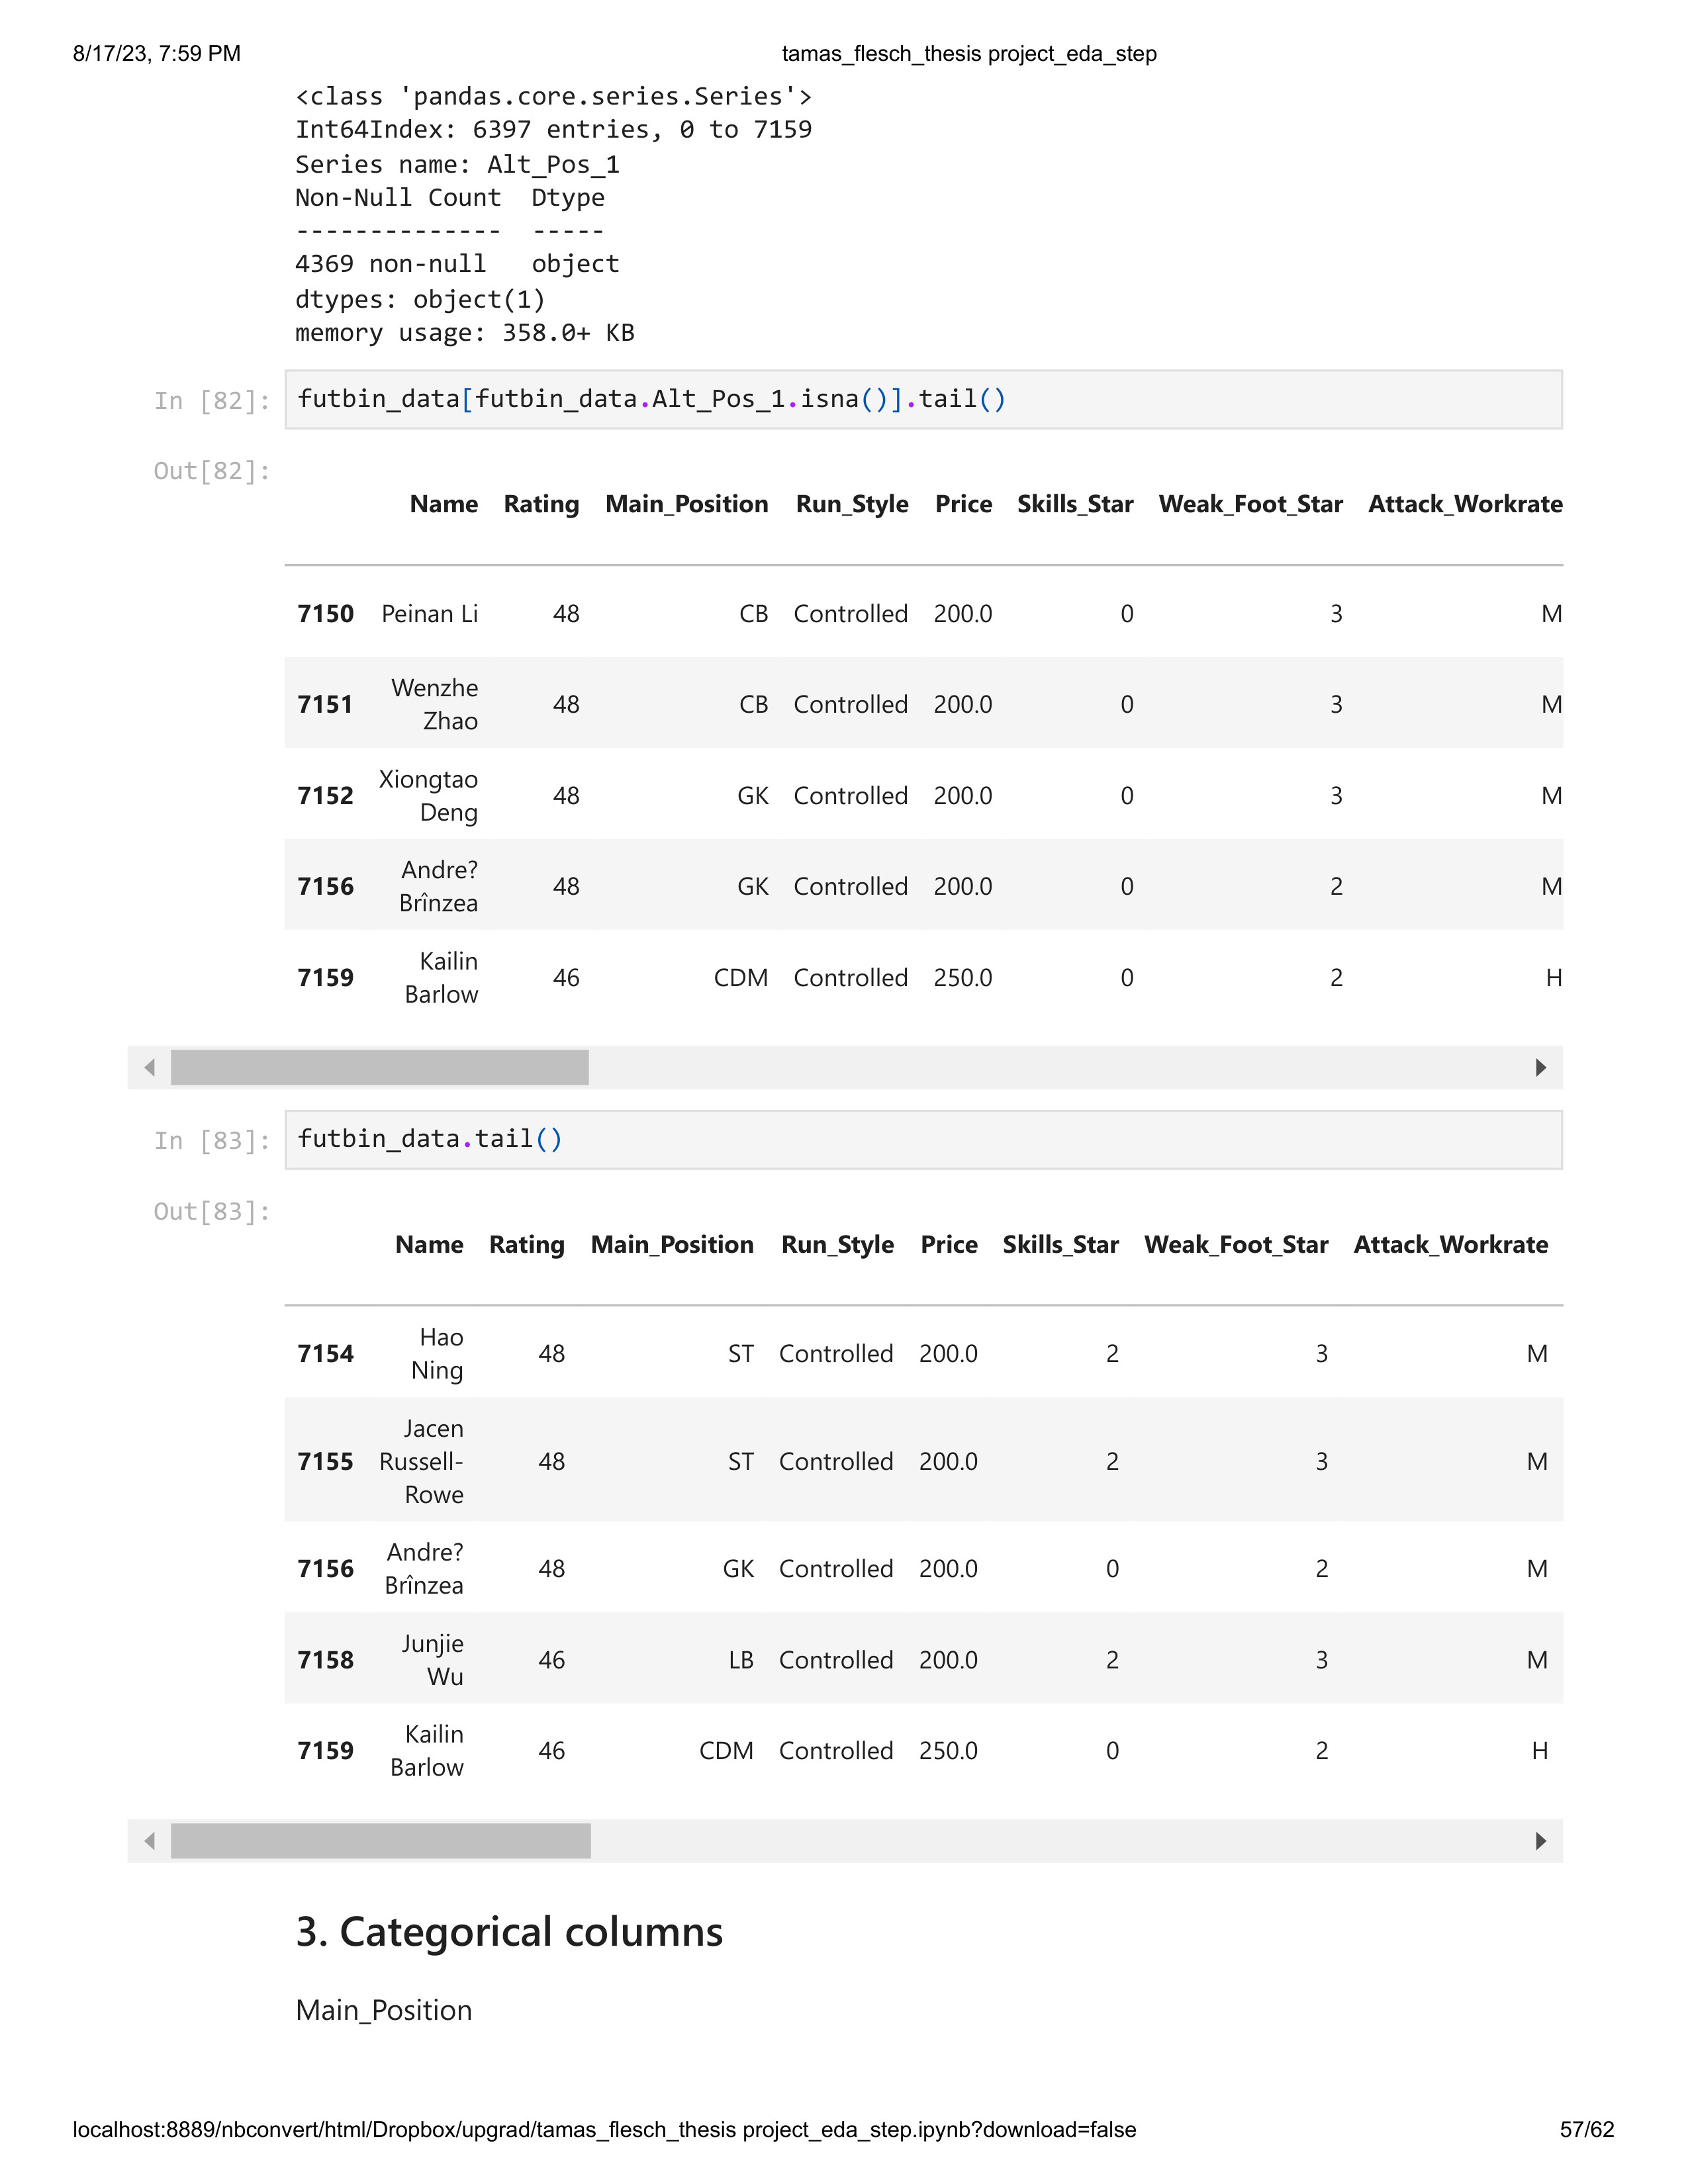 8/17/23, 7:59 PM tamas_flesch_thesis project_eda_step
<class 'pandas.core.series.Series'>
Int64Index: 6397 entries, 0 to 7159
Series name: Alt_Pos_1
Non-Null Count  Dtype
--------------  -----
4369 non-null   object
dtypes: object(1)
memory usage: 358.0+ KB
In [82]: futbin_data[futbin_data.Alt_Pos_1.isna()].tail()
Out[82]:
Name Rating Main_Position Run_Style Price Skills_Star Weak_Foot_Star Attack_Workrate
7150 Peinan Li 48 CB Controlled 200.0 0 3 M
7151 Wenzhe Zhao 48 CB Controlled 200.0 0 3 M
7152 Xiongtao Deng 48 GK Controlled 200.0 0 3 M
7156 Andre? Brînzea 48 GK Controlled 200.0 0 2 M
7159 Kailin Barlow 46 CDM Controlled 250.0 0 2 H
In [83]: futbin_data.tail()
Out[83]:
Name Rating Main_Position Run_Style Price Skills_Star Weak_Foot_Star Attack_Workrate
7154 Hao Ning 48 ST Controlled 200.0 2 3 M
7155 Jacen Russell-Rowe 48 ST Controlled 200.0 2 3 M
7156 Andre? Brînzea 48 GK Controlled 200.0 0 2 M
7158 Junjie Wu 46 LB Controlled 200.0 2 3 M
7159 Kailin Barlow 46 CDM Controlled 250.0 0 2 H
3. Categorical columns
Main_Position
localhost:8889/nbconvert/html/Dropbox/upgrad/tamas_flesch_thesis project_eda_step.ipynb?download=false 57/62